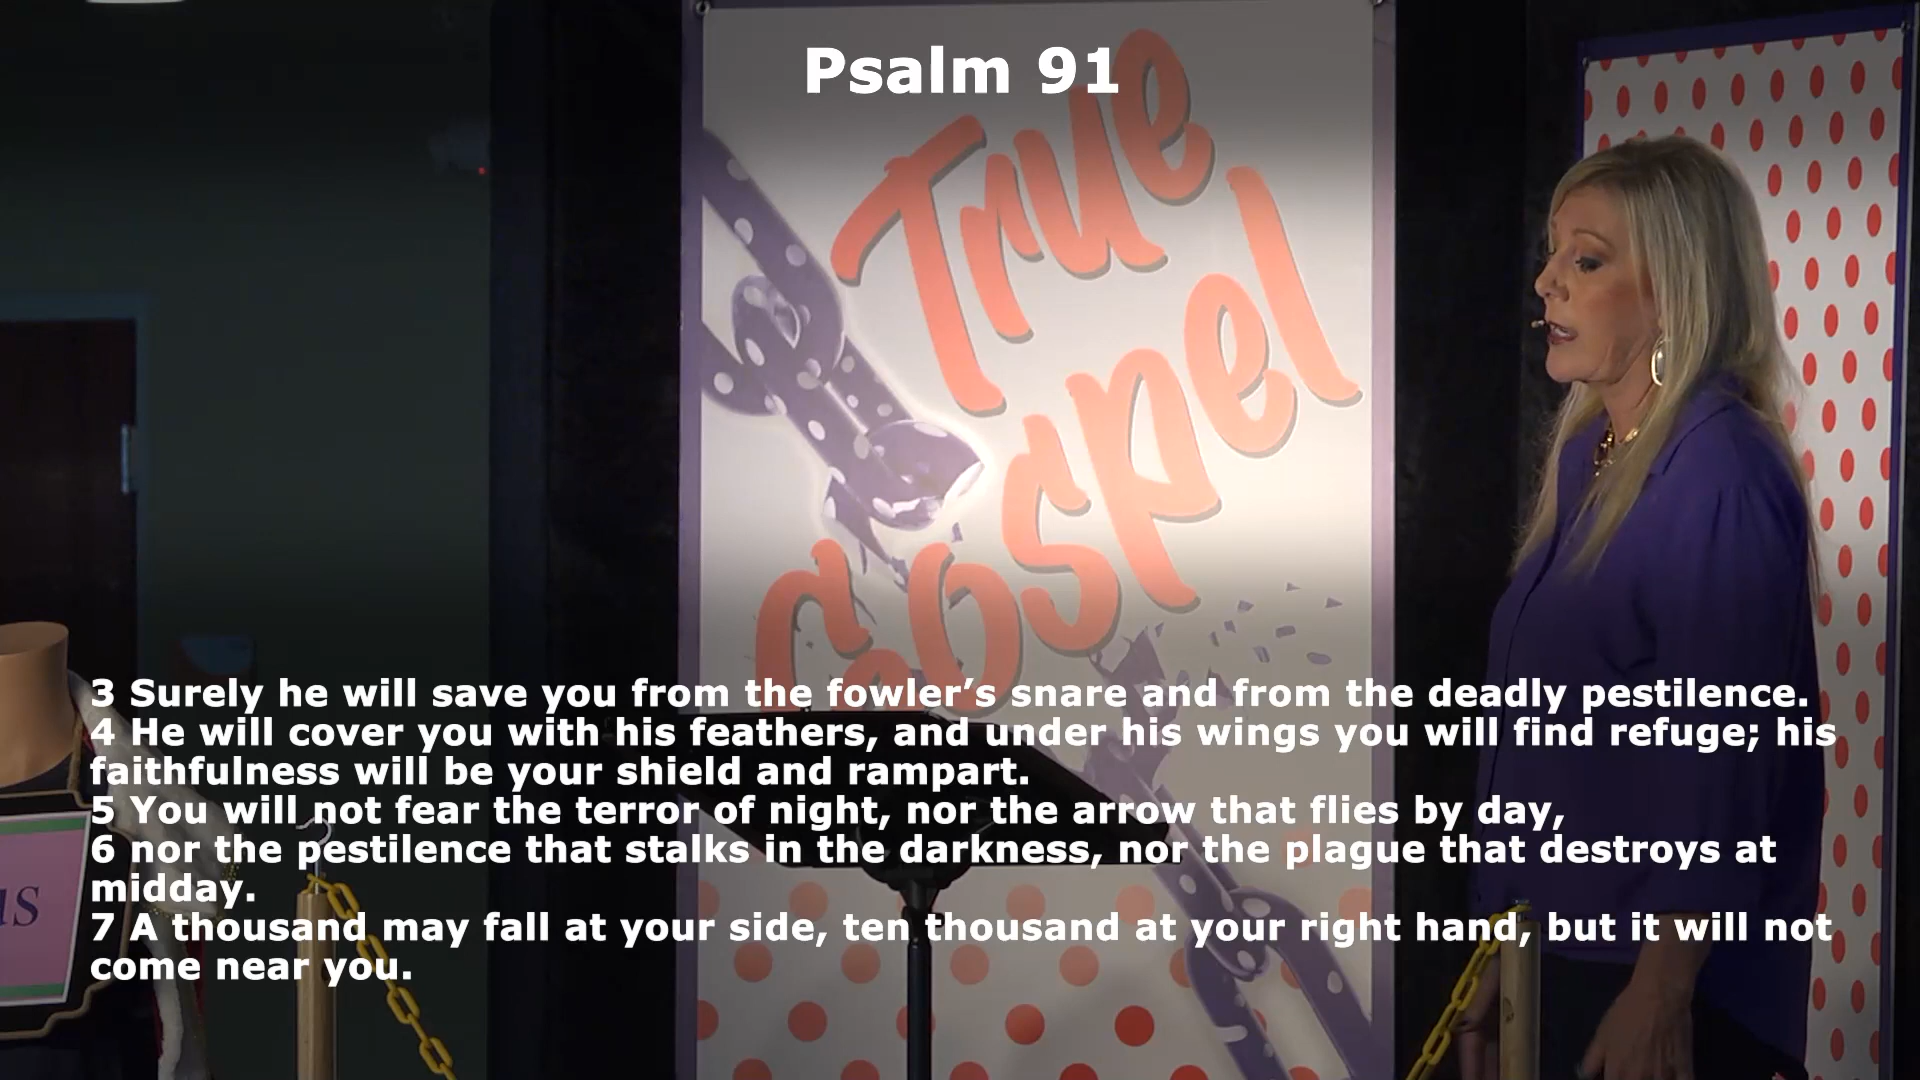 Psalm 91
True
Gospel
3 Surely he will save you from the fowler’s snare and from the deadly pestilence.
4 He will cover you with his feathers, and under his wings you will find refuge; his
faithfulness will be your shield and rampart.
5 You will not fear the terror of night, nor the arrow that flies by day,
6 nor the pestilence that stalks in the darkness, nor the plague that destroys at
midday.
7 A thousand may fall at your side, ten thousand at your right hand, but it will not
come near you.